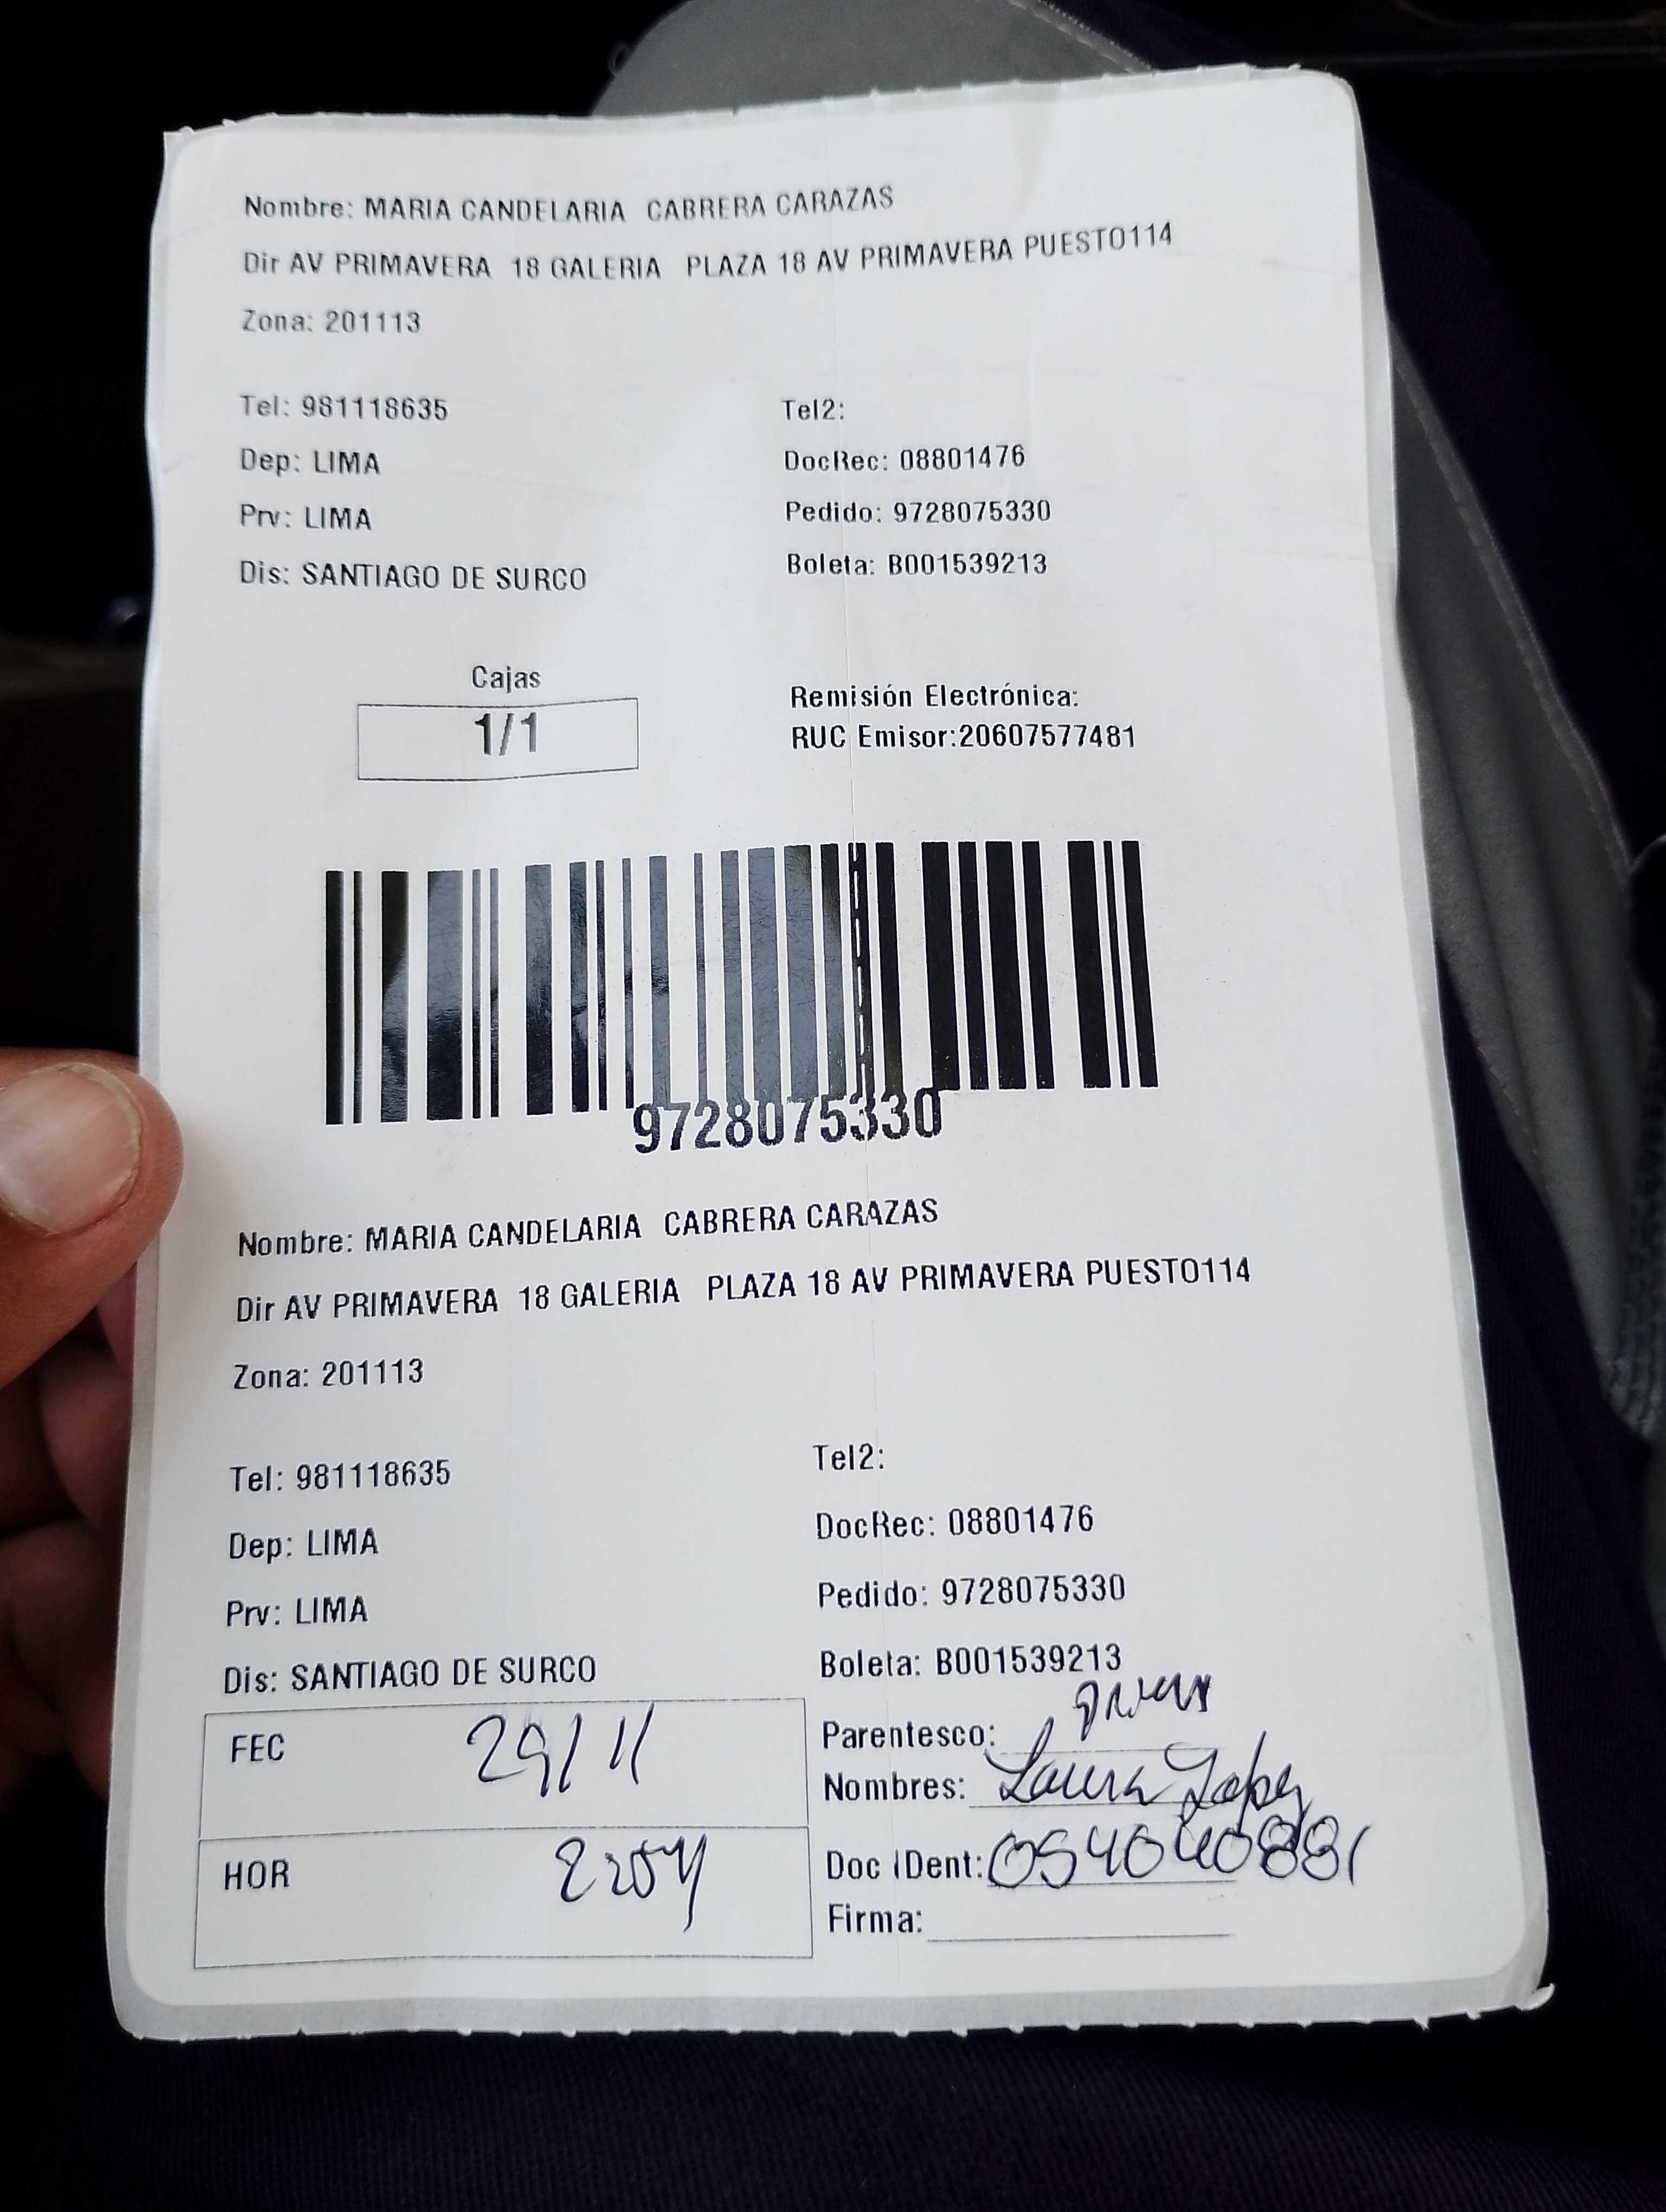 Nombre: MARIA CANDELARIA CABRERA CARAZAS
Dir AV PRIMAVERA 18 GALERIA PLAZA 18 AV PRIMAVERA PUESTO114
Zona: 201113
Tel: 981118635 Tel2:
Dep: LIMA DocRec: 08801476
Prv: LIMA Pedido: 9728075330
Dis: SANTIAGO DE SURCO Boleta: B001539213
Cajas
1/1
Remisión Electrónica:
RUC Emisor:20607577481
9728075330
Nombre: MARIA CANDELARIA CABRERA CARAZAS
Dir AV PRIMAVERA 18 GALERIA PLAZA 18 AV PRIMAVERA PUESTO114
Zona: 201113
Tel: 981118635 Tel2:
Dep: LIMA DocRec: 08801476
Prv: LIMA Pedido: 9728075330
Dis: SANTIAGO DE SURCO Boleta: B001539213
FEC 29/11 Parentesco:
Nombres: Laura Lopez
HOR Doc IDent:
Firma: